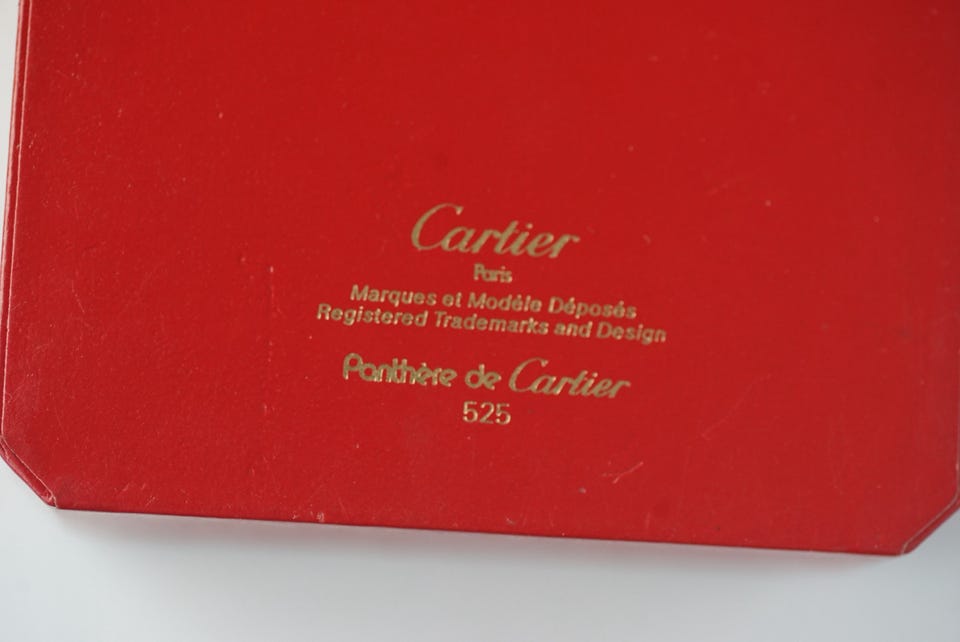 Cartier
Paris
Marques et Modèle Déposés
Registered Trademarks and Design
Panthère de Cartier
525